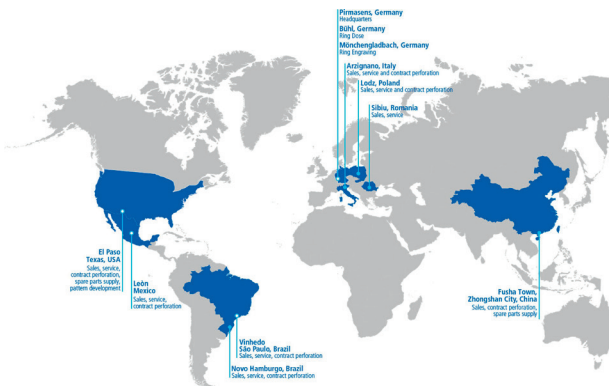 Pirmasens, Germany
Headquarters
Bühl, Germany
Ring Dose
Mönchengladbach, Germany
Ring Engraving
Arzignano, Italy
Sales, service and contract perforation
Lodz, Poland
Sales, service and contract perforation
Sibiu, Romania
Sales, service
El Paso
Texas, USA
Sales, service,
contract perforation,
spare parts supply,
pattern development
León
Mexico
Sales, service,
contract perforation
Vinhedo
São Paulo, Brazil
Sales, service, contract perforation
Novo Hamburgo, Brazil
Sales, service, contract perforation
Fusha Town,
Zhongshan City, China
Sales, contract perforation,
spare parts supply